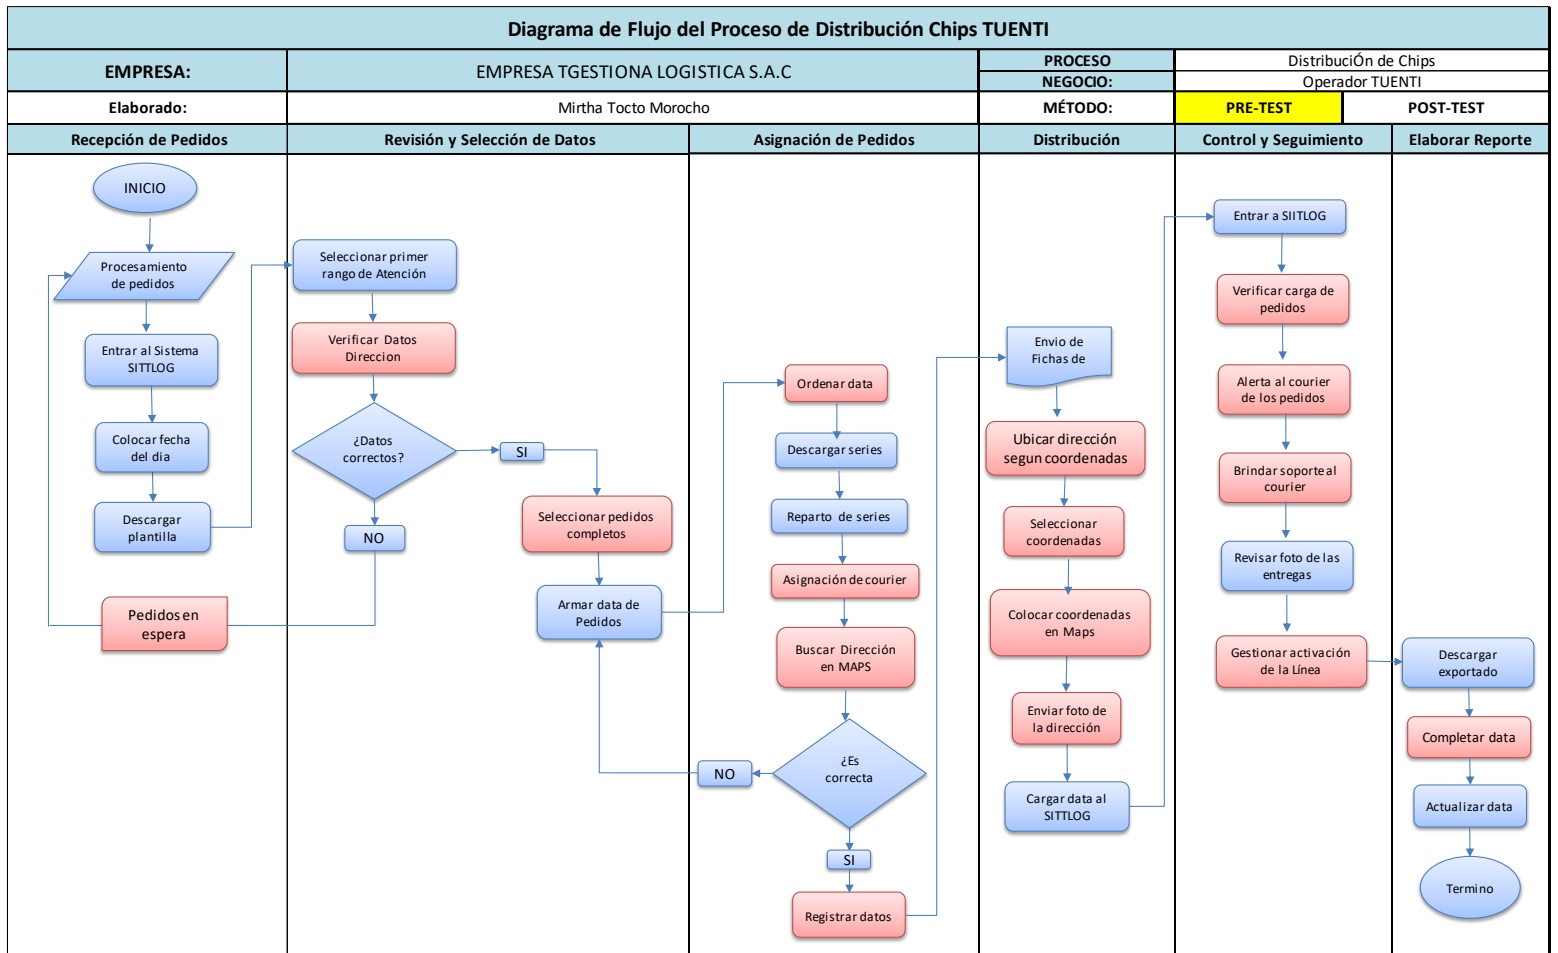 Diagrama de Flujo del Proceso de Distribución Chips TUENTI
EMPRESA:
EMPRESA TGESTIONA LOGISTICA S.A.C
PROCESO
DistribuciÓn de Chips
NEGOCIO:
Operador TUENTI
Elaborado:
Mirtha Tocto Morocho
MÉTODO:
PRE-TEST
POST-TEST
Recepción de Pedidos
Revisión y Selección de Datos
Asignación de Pedidos
Distribución
Control y Seguimiento
Elaborar Reporte
INICIO
Procesamiento
de pedidos
Entrar al Sistema
SITTLOG
Colocar fecha
del dia
Descargar
plantilla
Pedidos en
espera
Seleccionar primer
rango de Atención
Verificar Datos
Direccion
¿Datos
correctos?
SI
NO
Seleccionar pedidos
completos
Armar data de
Pedidos
Ordenar data
Descargar series
Reparto de series
Asignación de courier
Buscar Dirección
en MAPS
¿Es
correcta
NO
SI
Registrar datos
Envio de
Fichas de
Ubicar dirección
segun coordenadas
Seleccionar
coordenadas
Colocar coordenadas
en Maps
Enviar foto de
la dirección
Cargar data al
SITTLOG
Entrar a SIITLOG
Verificar carga de
pedidos
Alerta al courier
de los pedidos
Brindar soporte al
courier
Revisar foto de las
entregas
Gestionar activación
de la Línea
Descargar
exportado
Completar data
Actualizar data
Termino